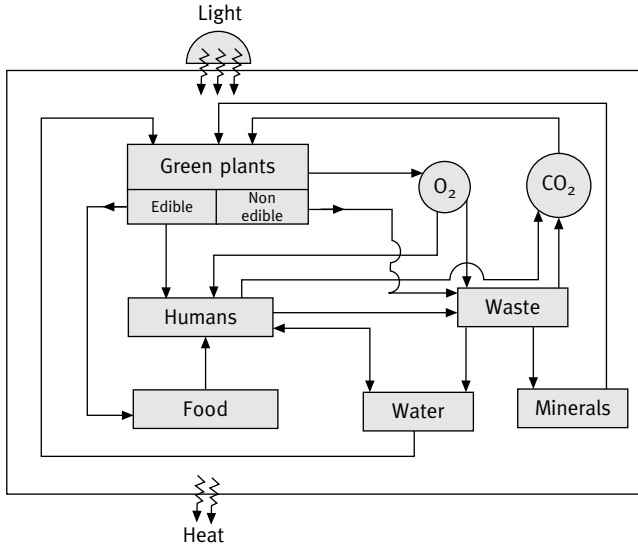 Light
Green plants
Edible
Non
edible
O₂
CO₂
Humans
Waste
Food
Water
Minerals
Heat